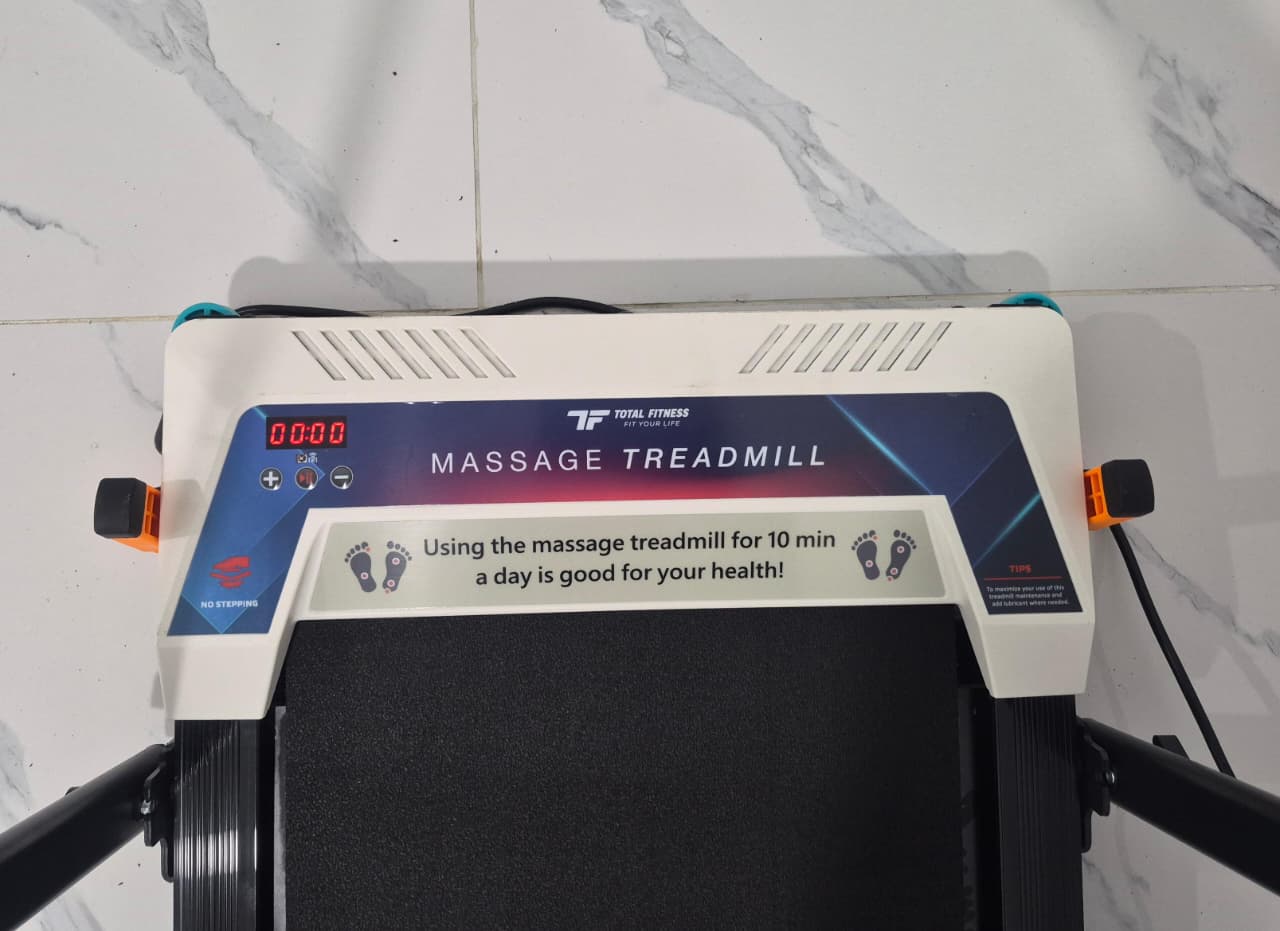 00:00
TF TOTAL FITNESS
FIT YOUR LIFE
MASSAGE TREADMILL
Using the massage treadmill for 10 min
a day is good for your health!
NO STEPPING
TIPS
To maximize your use of this
treadmill maintenance and
add lubricant where needed.